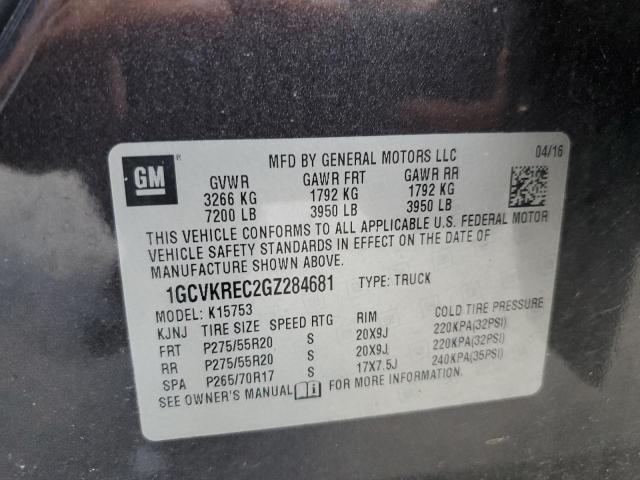 MFD BY GENERAL MOTORS LLC 04/16
GM ®
GVWR GAWR FRT GAWR RR
3266 KG 1792 KG 1792 KG
7200 LB 3950 LB 3950 LB
THIS VEHICLE CONFORMS TO ALL APPLICABLE U.S. FEDERAL MOTOR
VEHICLE SAFETY STANDARDS IN EFFECT ON THE DATE OF
MANUFACTURE SHOWN ABOVE.
1GCVKREC2GZ284681 TYPE: TRUCK
MODEL: K15753
KJNJ TIRE SIZE SPEED RTG RIM COLD TIRE PRESSURE
FRT P275/55R20 S 20X9J 220KPA(32PSI)
RR P275/55R20 S 20X9J 220KPA(32PSI)
SPA P265/70R17 S 17X7.5J 240KPA(35PSI)
SEE OWNER'S MANUAL FOR MORE INFORMATION.